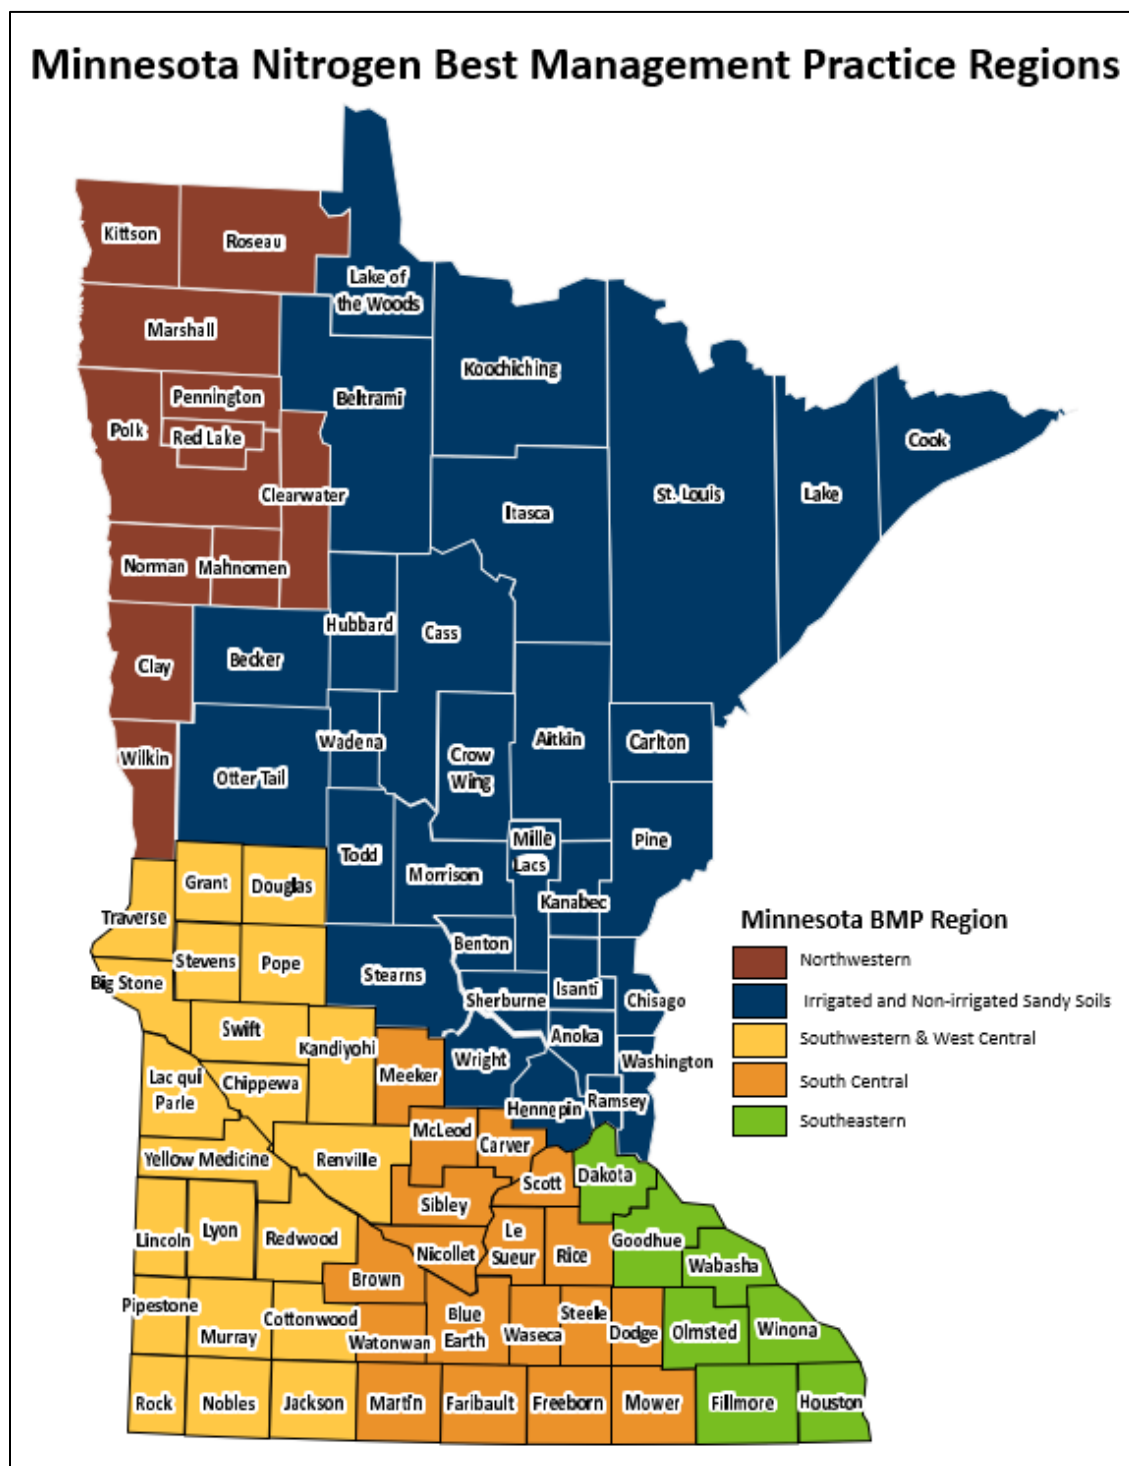 Minnesota Nitrogen Best Management Practice Regions
Kittson
Roseau
Lake of
the Woods
Marshall
Koochiching
Pennington
Beltrami
Polk
Red Lake
Cook
Clearwater
St. Louis
Lake
Itasca
Norman
Mahnomen
Hubbard
Cass
Becker
Clay
Wadena
Aitkin
Carlton
Wilkin
Crow
Wing
Otter Tail
Mille
Lacs
Pine
Todd
Morrison
Grant
Douglas
Kanabec
Traverse
Benton
Stevens
Pope
Stearns
Big Stone
Isanti
Sherburne
Chisago
Swift
Anoka
Kandiyohi
Wright
Washington
Meeker
Lac qui
Parle
Chippewa
Hennepin
Ramsey
McLeod
Carver
Yellow Medicine
Renville
Dakota
Scott
Sibley
Lincoln
Lyon
Redwood
Le
Sueur
Goodhue
Nicollet
Rice
Wabasha
Brown
Pipestone
Murray
Cottonwood
Blue
Earth
Steele
Watonwan
Waseca
Dodge
Olmsted
Winona
Rock
Nobles
Jackson
Martin
Faribault
Freeborn
Mower
Fillmore
Houston
Minnesota BMP Region
Northwestern
Irrigated and Non-irrigated Sandy Soils
Southwestern & West Central
South Central
Southeastern